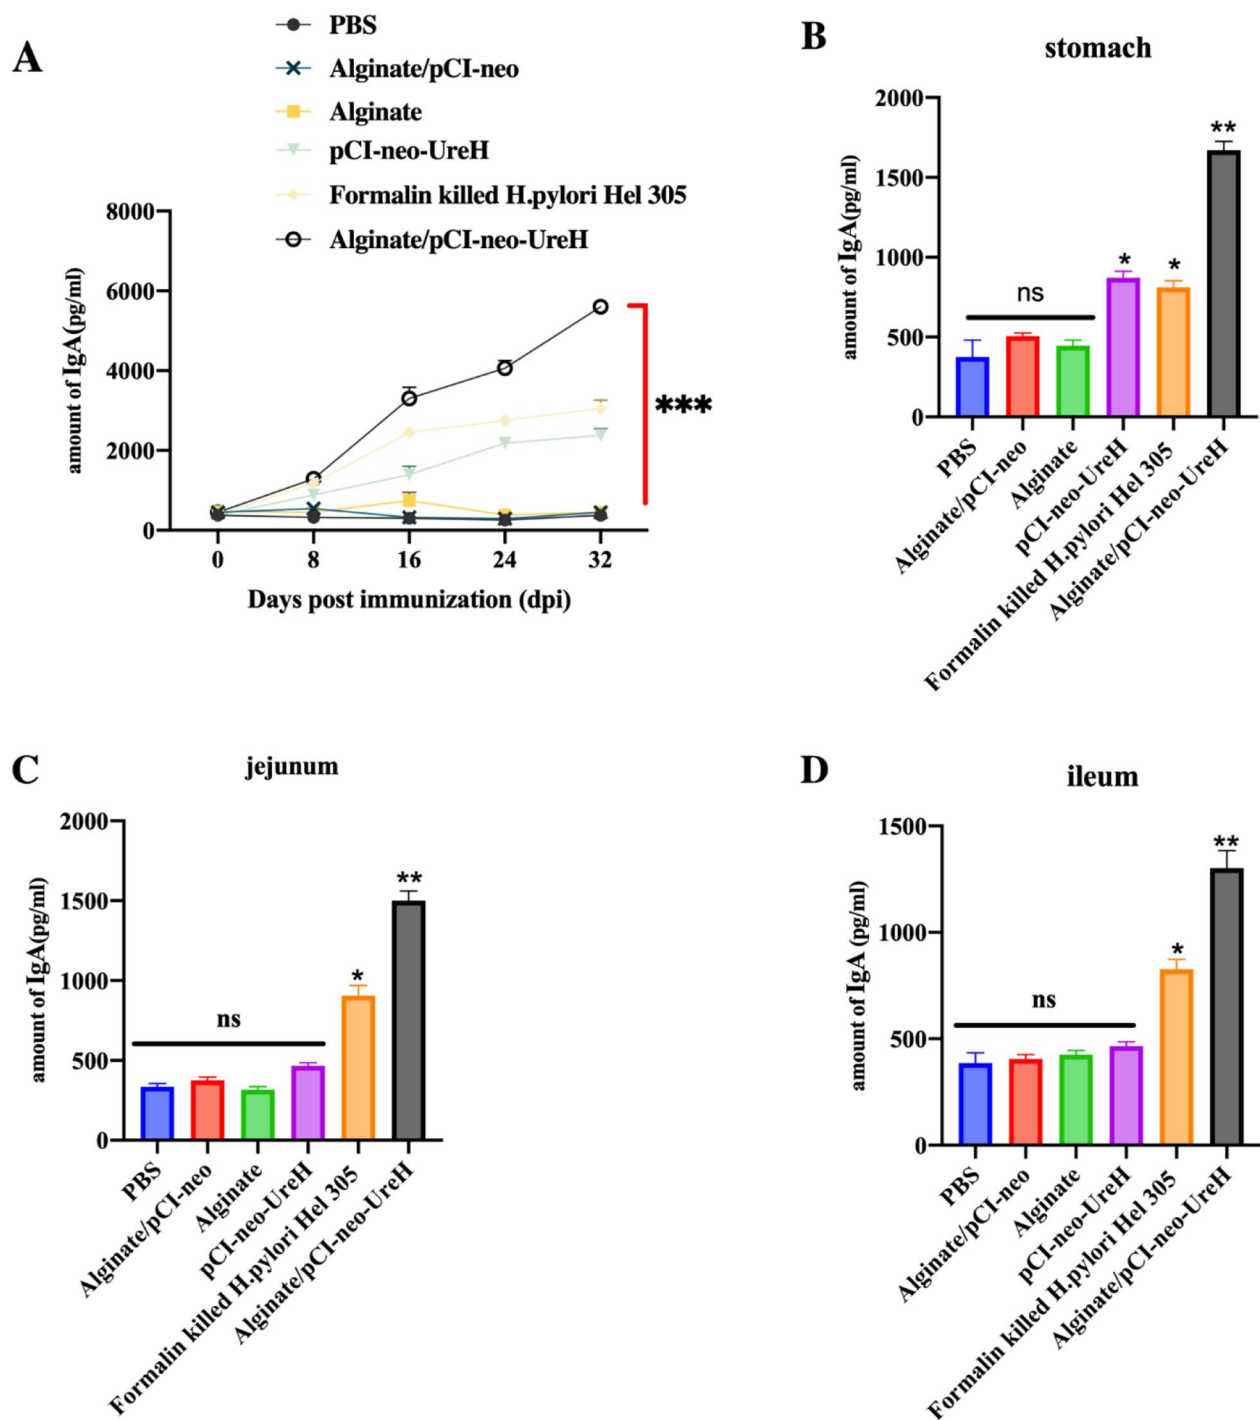 A
PBS
Alginate/pCI-neo
Alginate
pCI-neo-UreH
Formalin killed H.pylori Hel 305
Alginate/pCI-neo-UreH
amount of IgA(pg/ml)
8000
6000
4000
2000
0
***
0 8 16 24 32
Days post immunization (dpi)
B
stomach
amount of IgA(pg/ml)
2000
1500
1000
500
0
ns
*
*
**
PBS
Alginate/pCI-neo
Alginate
pCI-neo-UreH
Formalin killed H.pylori Hel 305
Alginate/pCI-neo-UreH
C
jejunum
amount of IgA(pg/ml)
2000
1500
1000
500
0
ns
*
**
PBS
Alginate/pCI-neo
Alginate
pCI-neo-UreH
Formalin killed H.pylori Hel 305
Alginate/pCI-neo-UreH
D
ileum
amount of IgA (pg/ml)
1500
1000
500
0
ns
*
**
PBS
Alginate/pCI-neo
Alginate
pCI-neo-UreH
Formalin killed H.pylori Hel 305
Alginate/pCI-neo-UreH